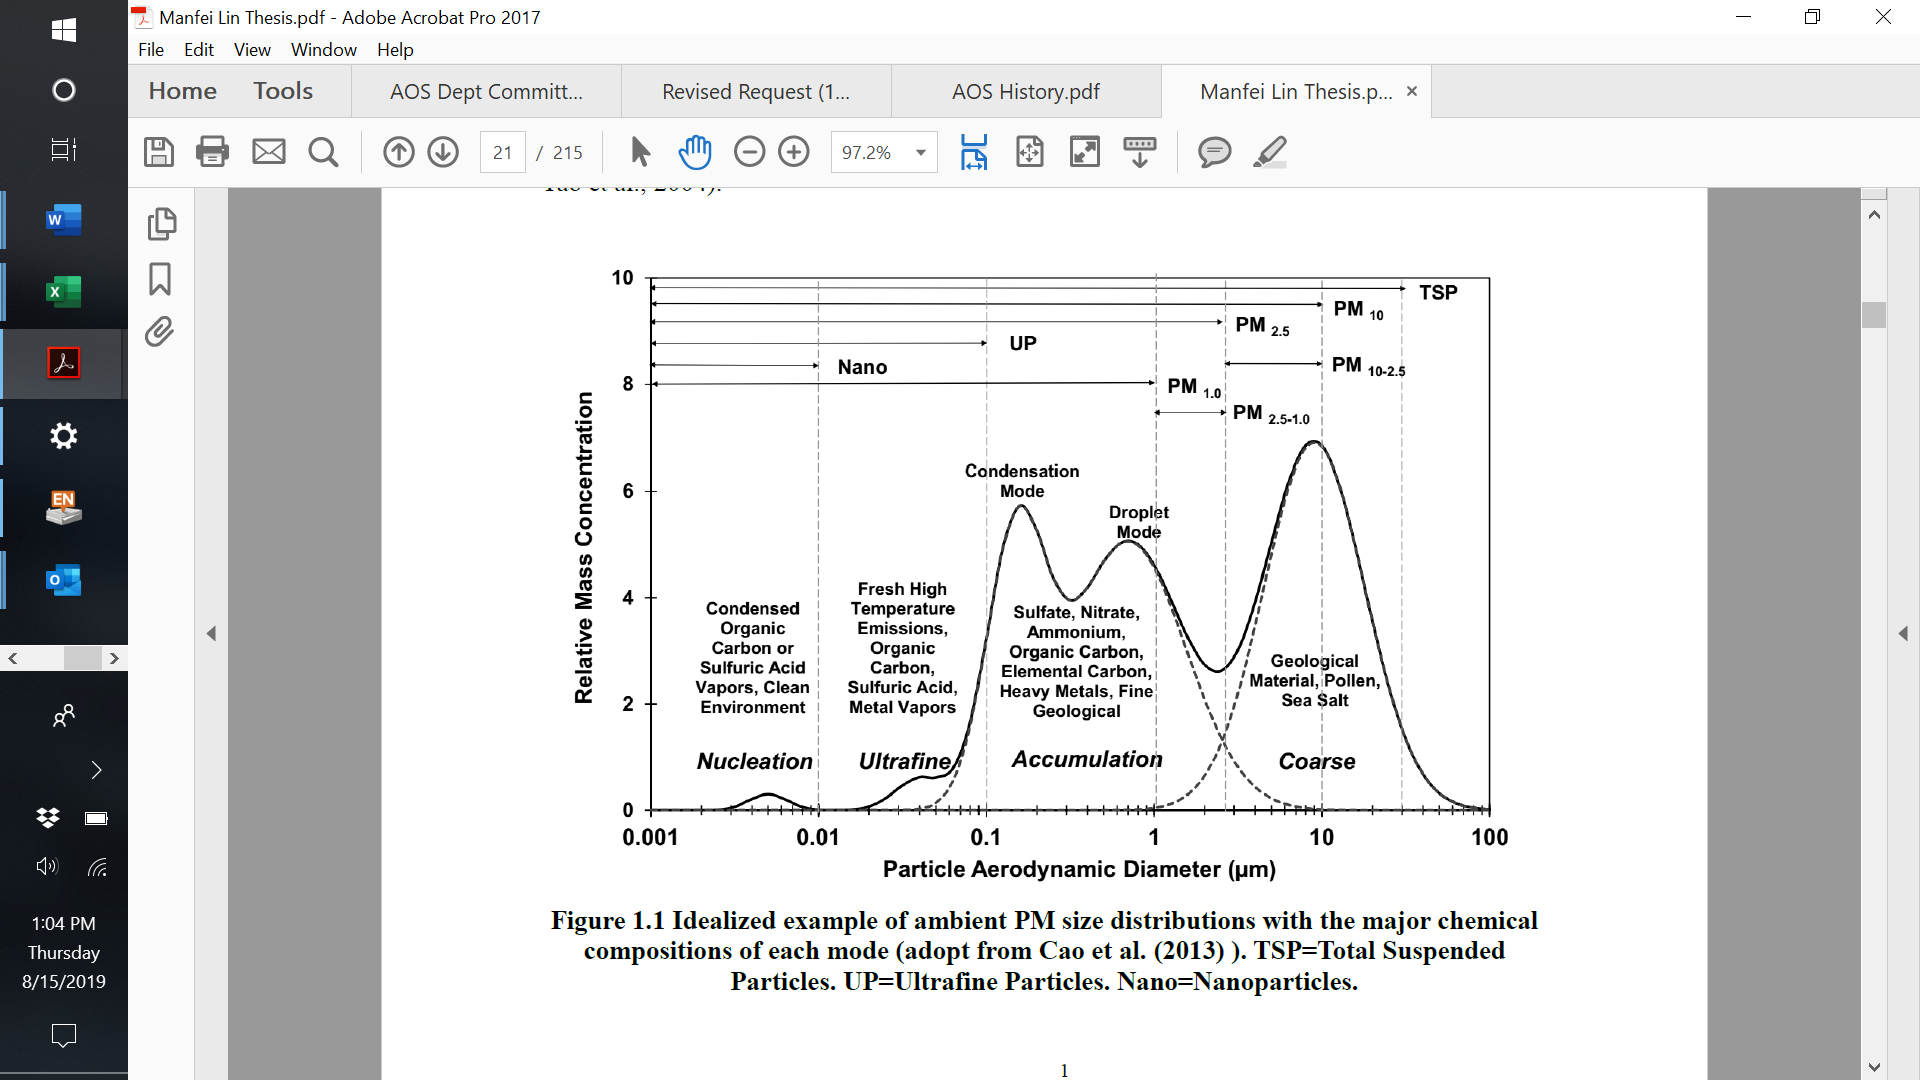 Manfei Lin Thesis.pdf - Adobe Acrobat Pro 2017
File Edit View Window Help
Home Tools AOS Dept Committ... Revised Request (1... AOS History.pdf Manfei Lin Thesis.p... ×
21 / 215 97.2%
10
TSP
PM 10
PM 2.5
UP
PM 10-2.5
Nano
8
PM 1.0
PM 2.5-1.0
Condensation
Mode
6
Droplet
Mode
Relative Mass Concentration
4
Condensed
Organic
Carbon or
Sulfuric Acid
Vapors, Clean
Environment
Fresh High
Temperature
Emissions,
Organic
Carbon,
Sulfuric Acid,
Metal Vapors
Sulfate, Nitrate,
Ammonium,
Organic Carbon,
Elemental Carbon,
Heavy Metals, Fine
Geological
Geological
Material, Pollen,
Sea Salt
2
Nucleation Ultrafine Accumulation Coarse
0
0.001 0.01 0.1 1 10 100
Particle Aerodynamic Diameter (µm)
Figure 1.1 Idealized example of ambient PM size distributions with the major chemical
compositions of each mode (adopt from Cao et al. (2013) ). TSP=Total Suspended
Particles. UP=Ultrafine Particles. Nano=Nanoparticles.
1
W
X
EN
O
1:04 PM
Thursday
8/15/2019